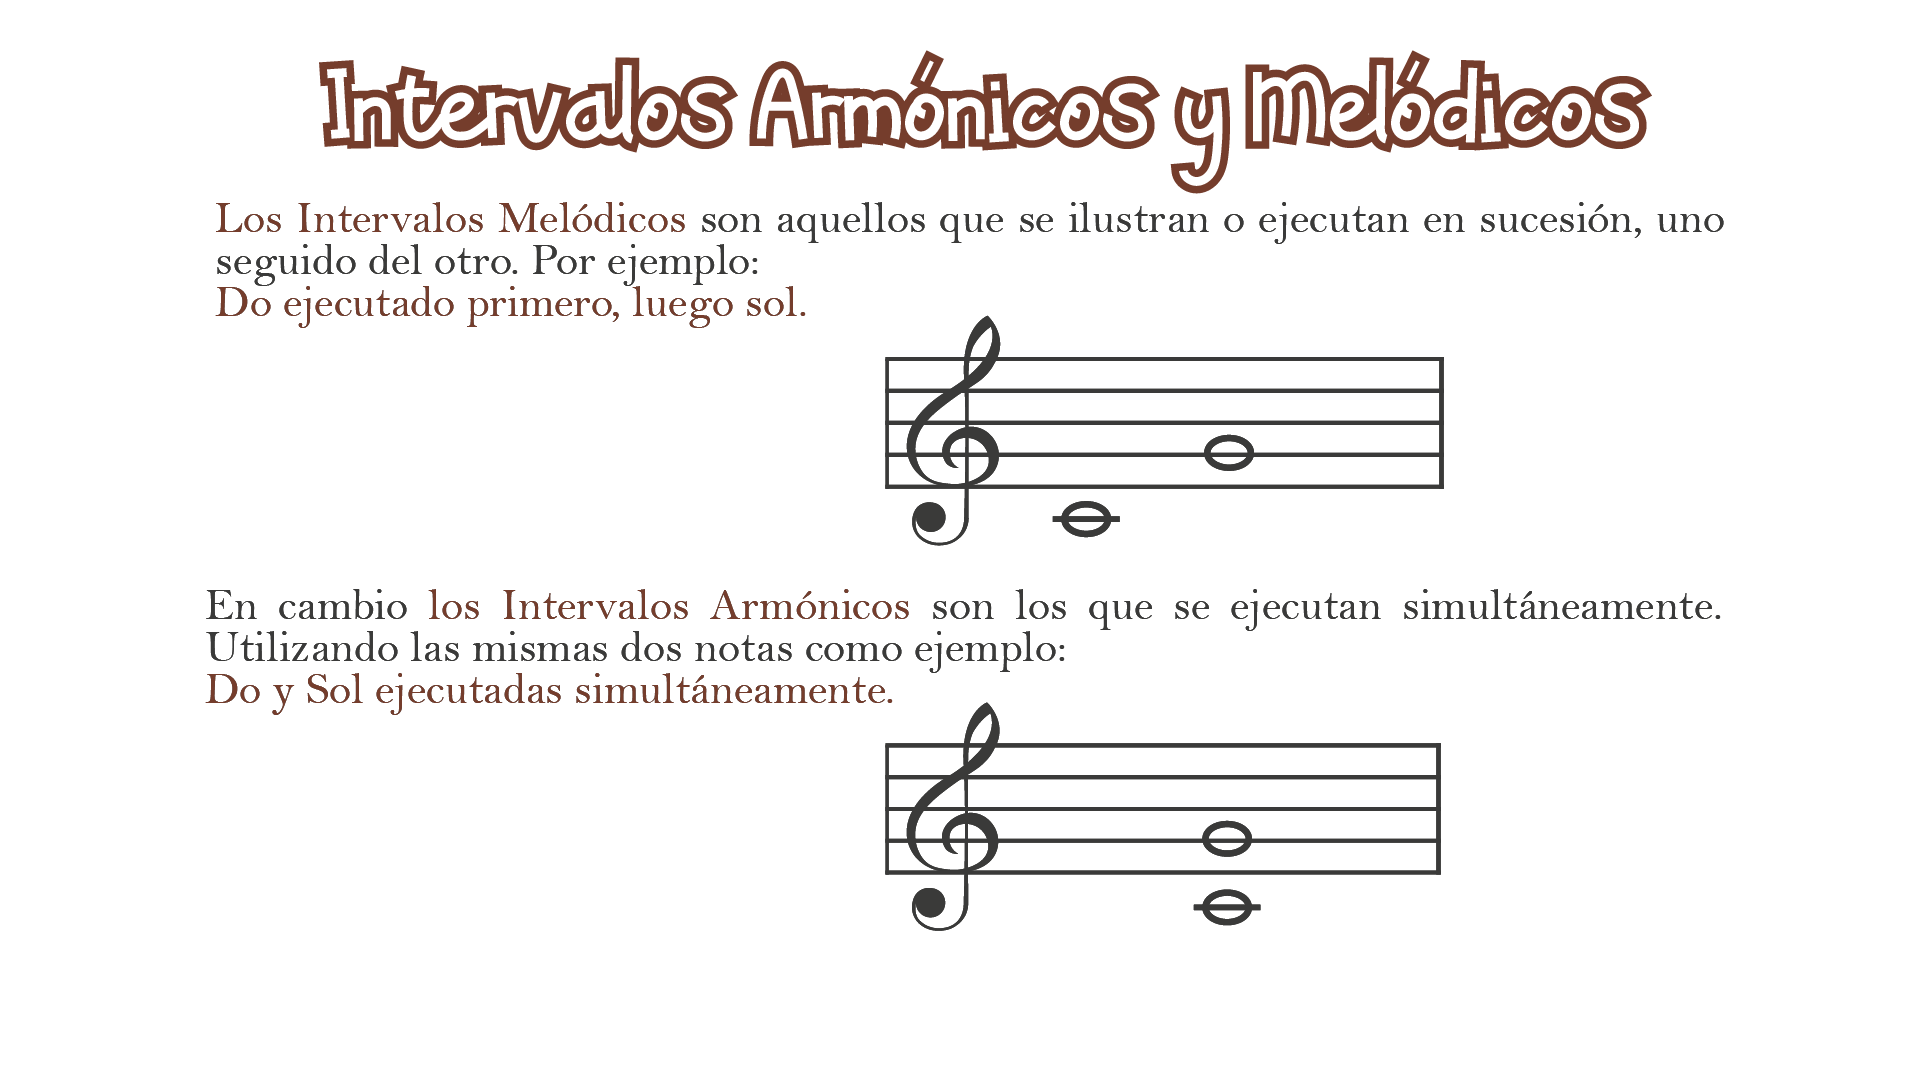 Intervalos Armónicos y Melódicos
Los Intervalos Melódicos son aquellos que se ilustran o ejecutan en sucesión, uno
seguido del otro. Por ejemplo:
Do ejecutado primero, luego sol.
En cambio los Intervalos Armónicos son los que se ejecutan simultáneamente.
Utilizando las mismas dos notas como ejemplo:
Do y Sol ejecutadas simultáneamente.